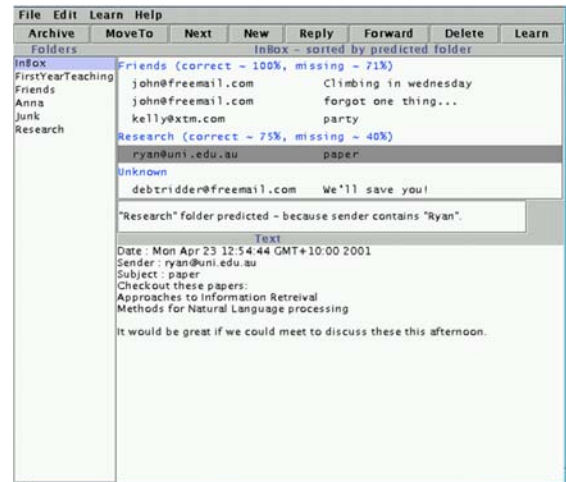 File Edit Learn Help
Archive MoveTo Next New Reply Forward Delete Learn
Folders
InBox - sorted by predicted folder
InBox
FirstYearTeaching
Friends
Anna
Junk
Research
Friends (correct ~ 100%, missing ~ 71%)
john@freemail.com Climbing in wednesday
john@freemail.com forgot one thing...
kelly@xtm.com party
Research (correct ~ 75%, missing ~ 40%)
ryan@uni.edu.au paper
Unknown
debtridder@freemail.com We'll save you!
"Research" folder predicted - because sender contains "Ryan".
Text
Date : Mon Apr 23 12:54:44 GMT+10:00 2001
Sender : ryan@uni.edu.au
Subject : paper
Checkout these papers:
Approaches to Information Retreival
Methods for Natural Language processing
It would be great if we could meet to discuss these this afternoon.